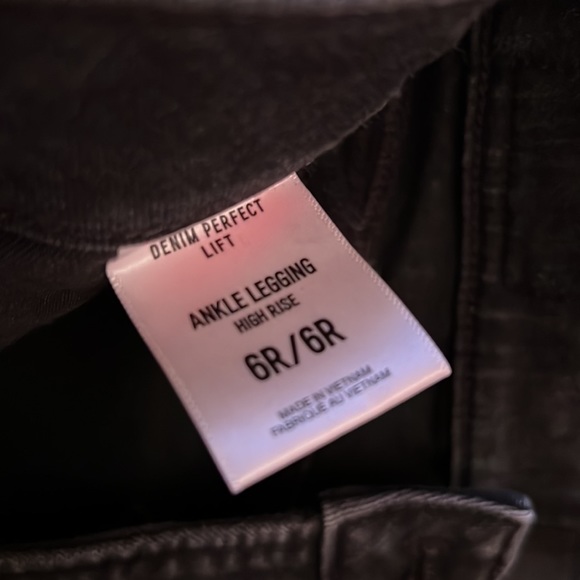 DENIM PERFECT
LIFT
ANKLE LEGGING
HIGH RISE
6R/6R
MADE IN VIETNAM
FABRIQUÉ AU VIETNAM